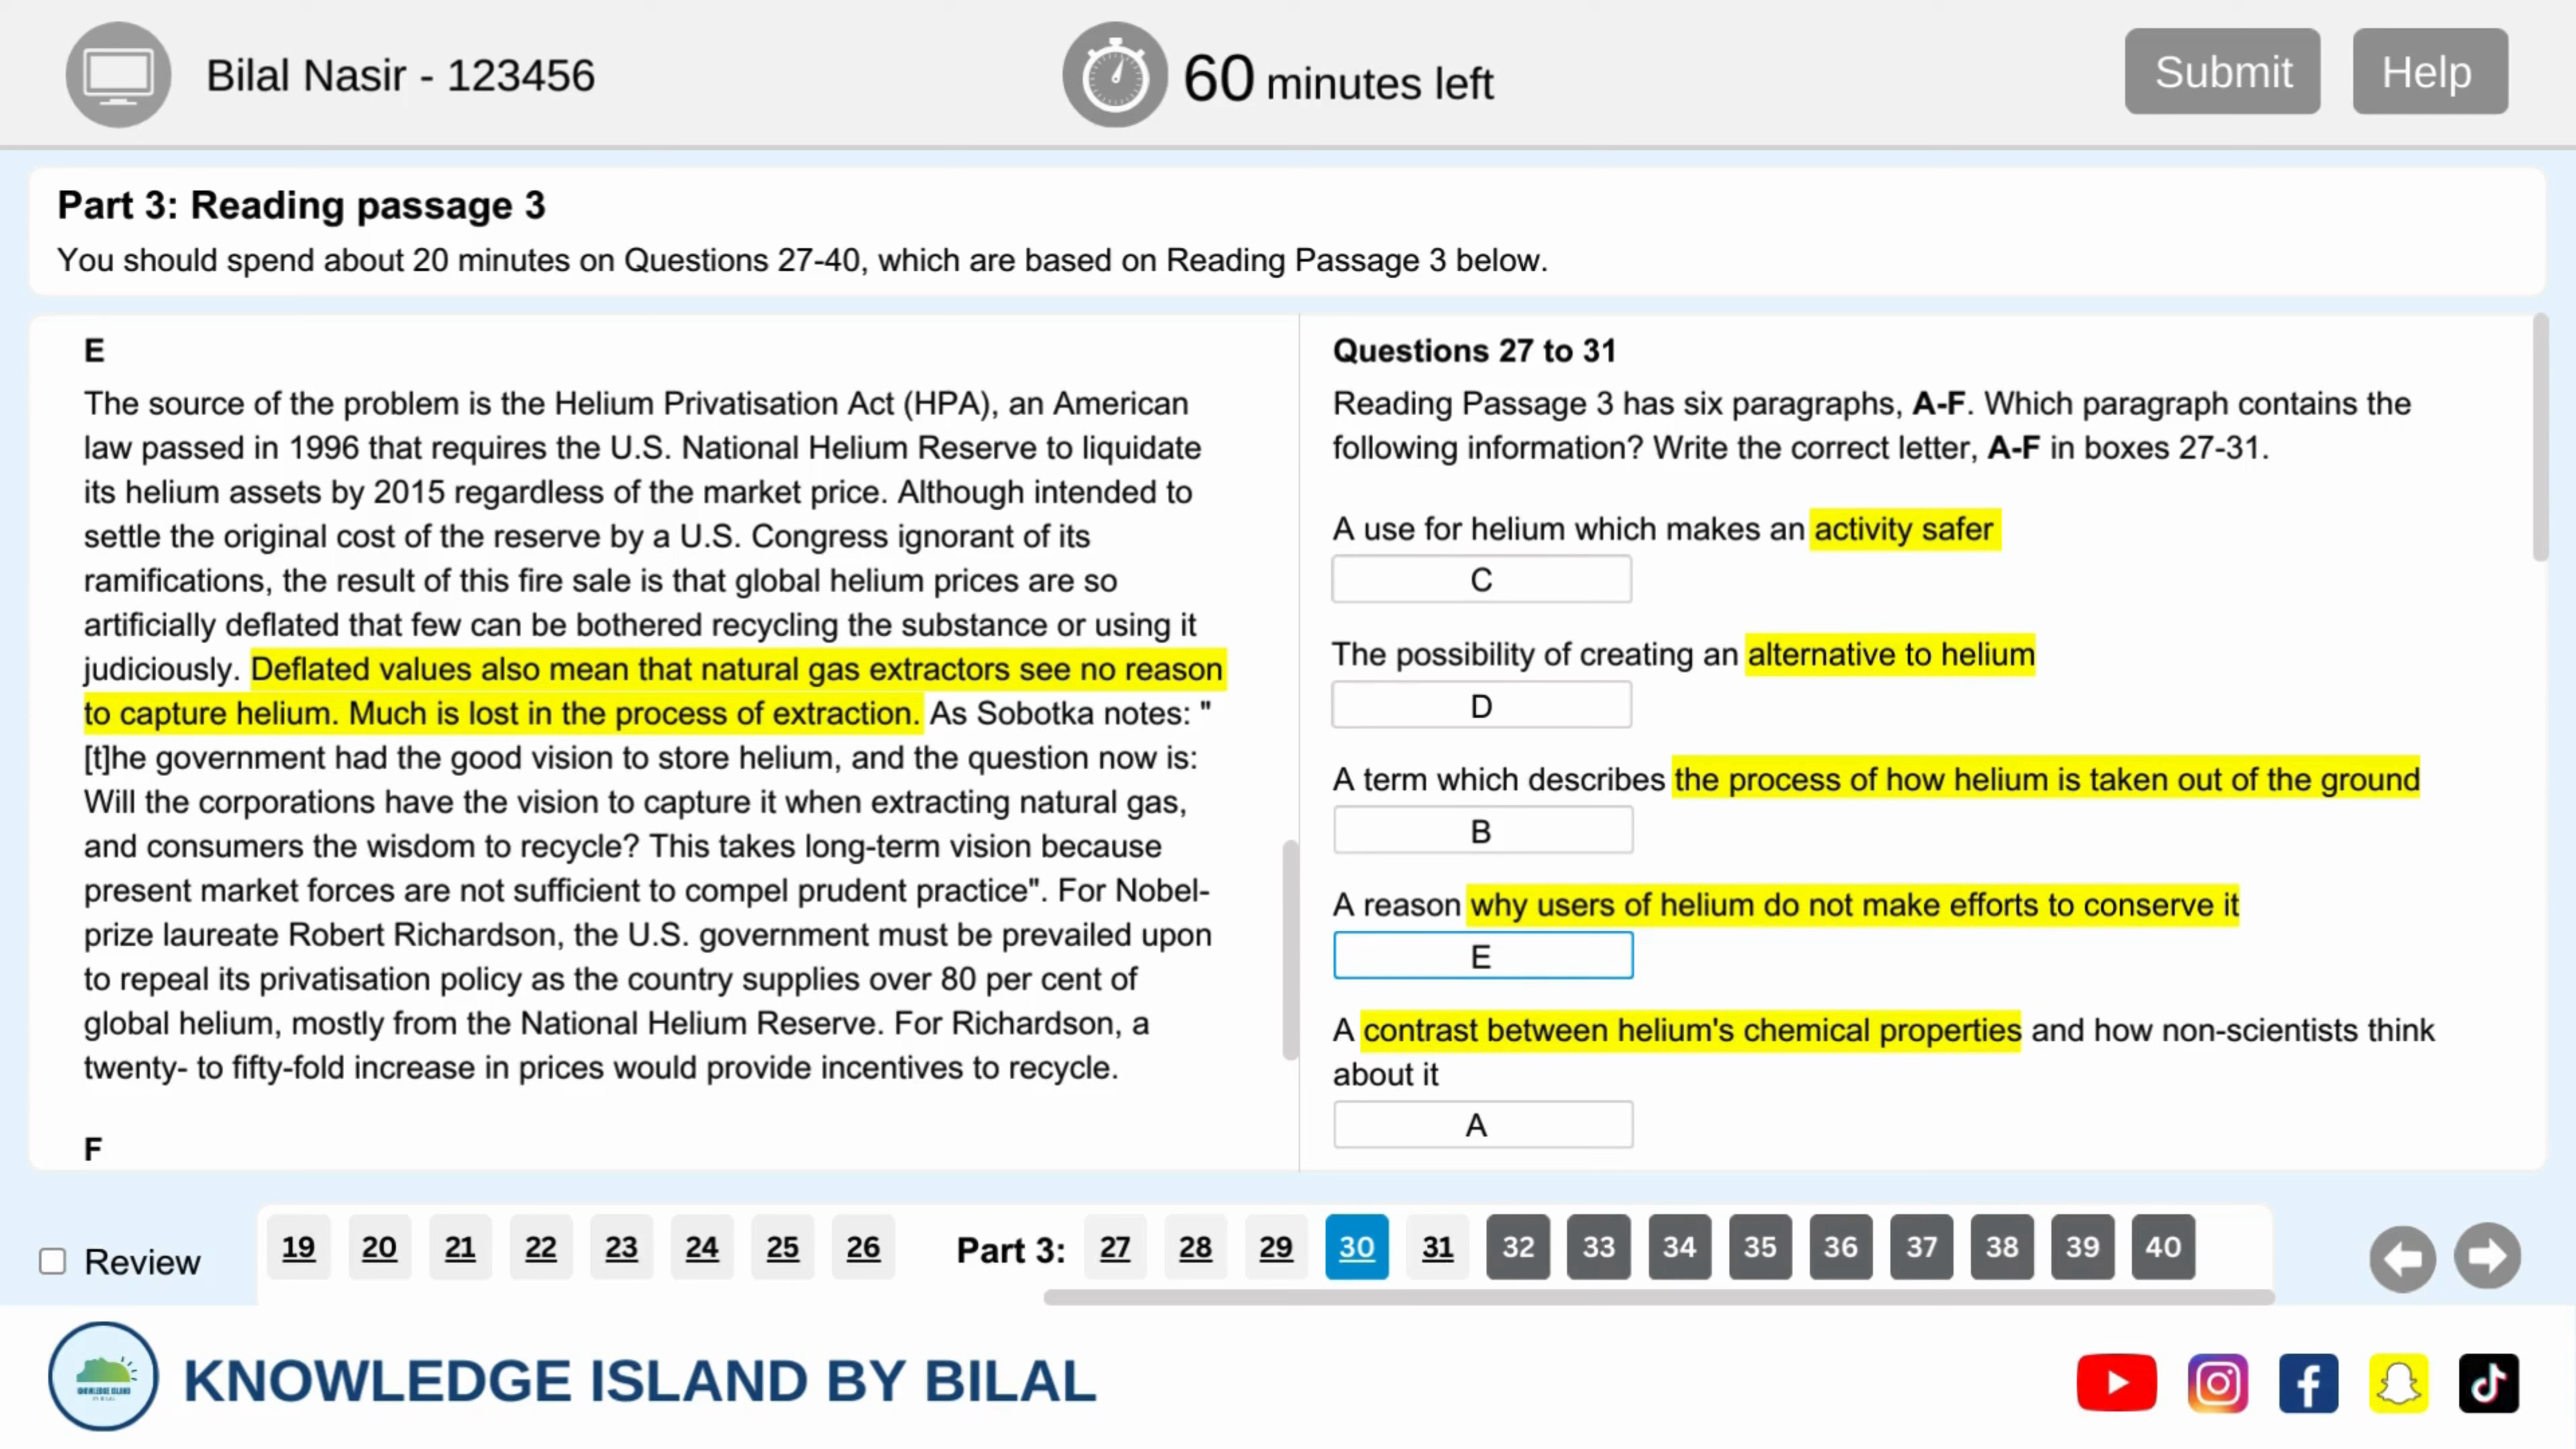 Bilal Nasir - 123456
60 minutes left
Submit
Help
Part 3: Reading passage 3
You should spend about 20 minutes on Questions 27-40, which are based on Reading Passage 3 below.
E
The source of the problem is the Helium Privatisation Act (HPA), an American
law passed in 1996 that requires the U.S. National Helium Reserve to liquidate
its helium assets by 2015 regardless of the market price. Although intended to
settle the original cost of the reserve by a U.S. Congress ignorant of its
ramifications, the result of this fire sale is that global helium prices are so
artificially deflated that few can be bothered recycling the substance or using it
judiciously. Deflated values also mean that natural gas extractors see no reason
to capture helium. Much is lost in the process of extraction. As Sobotka notes: "
[t]he government had the good vision to store helium, and the question now is:
Will the corporations have the vision to capture it when extracting natural gas,
and consumers the wisdom to recycle? This takes long-term vision because
present market forces are not sufficient to compel prudent practice". For Nobel-
prize laureate Robert Richardson, the U.S. government must be prevailed upon
to repeal its privatisation policy as the country supplies over 80 per cent of
global helium, mostly from the National Helium Reserve. For Richardson, a
twenty- to fifty-fold increase in prices would provide incentives to recycle.
F
Questions 27 to 31
Reading Passage 3 has six paragraphs, A-F. Which paragraph contains the
following information? Write the correct letter, A-F in boxes 27-31.
A use for helium which makes an activity safer
C
The possibility of creating an alternative to helium
D
A term which describes the process of how helium is taken out of the ground
B
A reason why users of helium do not make efforts to conserve it
E
A contrast between helium's chemical properties and how non-scientists think
about it
A
Review
19 20 21 22 23 24 25 26 Part 3: 27 28 29 30 31 32 33 34 35 36 37 38 39 40
KNOWLEDGE ISLAND
BY BILAL
KNOWLEDGE ISLAND BY BILAL